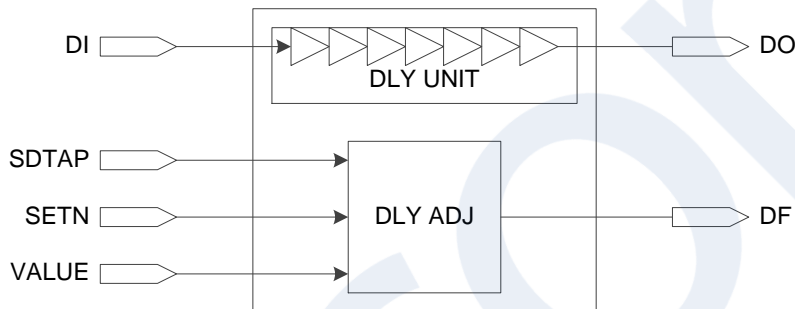 DI
DO
DLY UNIT
SDTAP
SETN
DLY ADJ
DF
VALUE